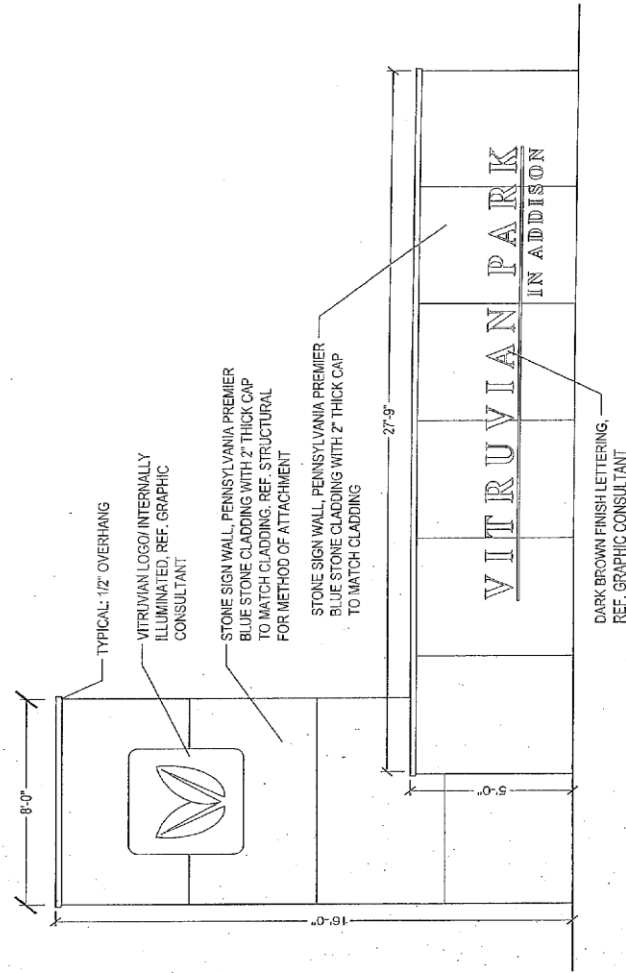 8'-0"
TYPICAL: 1/2" OVERHANG
VITRUVIAN LOGO/ INTERNALLY
ILLUMINATED, REF. GRAPHIC
CONSULTANT
STONE SIGN WALL, PENNSYLVANIA PREMIER
BLUE STONE CLADDING WITH 2" THICK CAP
TO MATCH CLADDING. REF. STRUCTURAL
FOR METHOD OF ATTACHMENT
STONE SIGN WALL, PENNSYLVANIA PREMIER
BLUE STONE CLADDING WITH 2" THICK CAP
TO MATCH CLADDING
27'-9"
16'-0"
5'-0"
VITRUVIAN PARK
IN ADDISON
DARK BROWN FINISH LETTERING,
REF. GRAPHIC CONSULTANT